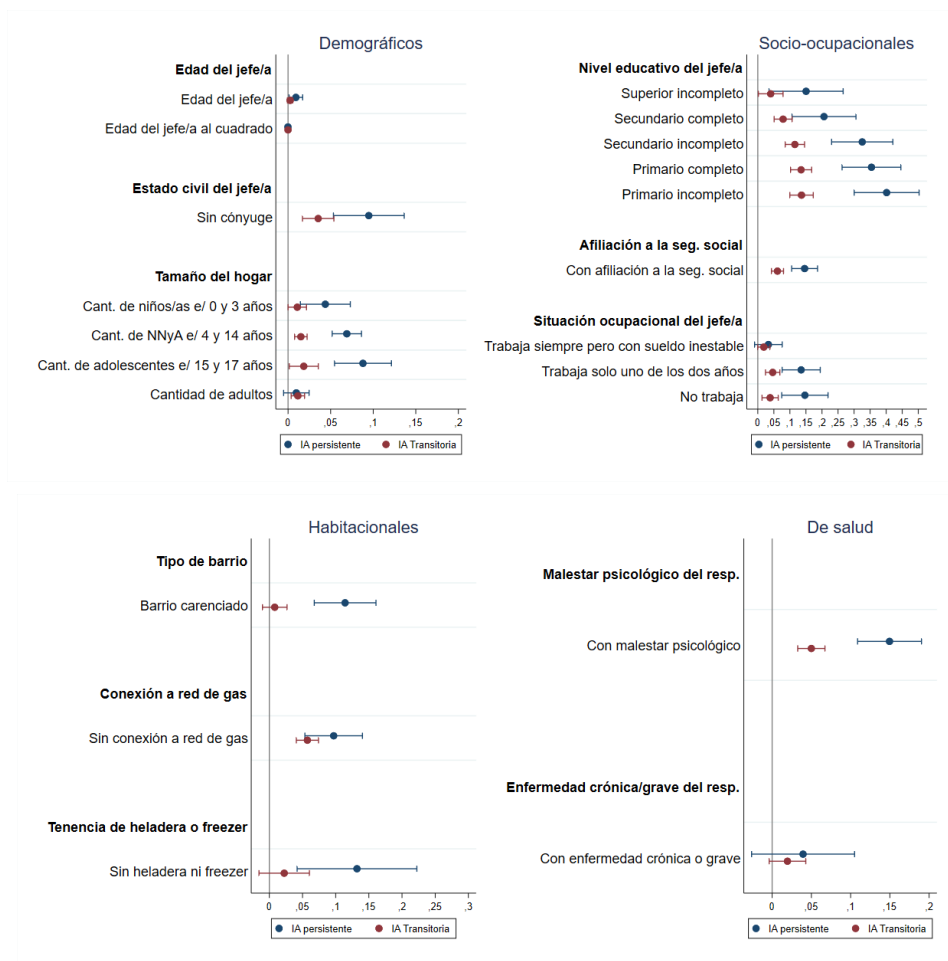 Demográficos
Edad del jefe/a
Edad del jefe/a
Edad del jefe/a al cuadrado
Estado civil del jefe/a
Sin cónyuge
Tamaño del hogar
Cant. de niños/as e/ 0 y 3 años
Cant. de NNyA e/ 4 y 14 años
Cant. de adolescentes e/ 15 y 17 años
Cantidad de adultos
0 ,05 ,1 ,15 ,2
IA persistente IA Transitoria
Socio-ocupacionales
Nivel educativo del jefe/a
Superior incompleto
Secundario completo
Secundario incompleto
Primario completo
Primario incompleto
Afiliación a la seg. social
Con afiliación a la seg. social
Situación ocupacional del jefe/a
Trabaja siempre pero con sueldo inestable
Trabaja solo uno de los dos años
No trabaja
0 ,05 ,1 ,15 ,2 ,25 ,3 ,35 ,4 ,45 ,5
IA persistente IA Transitoria
Habitacionales
Tipo de barrio
Barrio carenciado
Conexión a red de gas
Sin conexión a red de gas
Tenencia de heladera o freezer
Sin heladera ni freezer
0 ,05 ,1 ,15 ,2 ,25 ,3
IA persistente IA Transitoria
De salud
Malestar psicológico del resp.
Con malestar psicológico
Enfermedad crónica/grave del resp.
Con enfermedad crónica o grave
0 ,05 ,1 ,15 ,2
IA persistente IA Transitoria